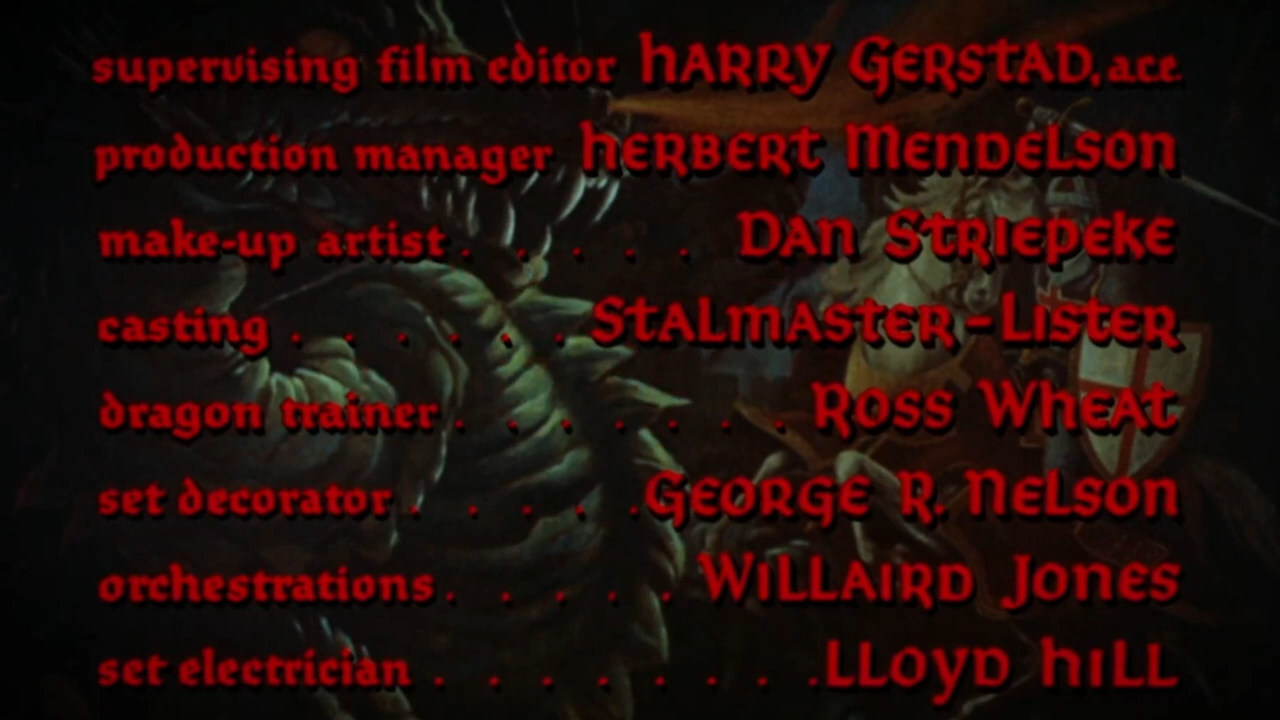 supervising film editor HARRY GERSTAD, a.c.e.
production manager HERBERT MENDELSON
make-up artist . . . . . DAN STRIEPEKE
casting . . . . . . STALMASTER-LISTER
dragon trainer . . . . . . . ROSS WHEAT
set decorator . . . . . GEORGE R. NELSON
orchestrations . . . . . WILLAIRD JONES
set electrician . . . . . . . . LLOYD HILL